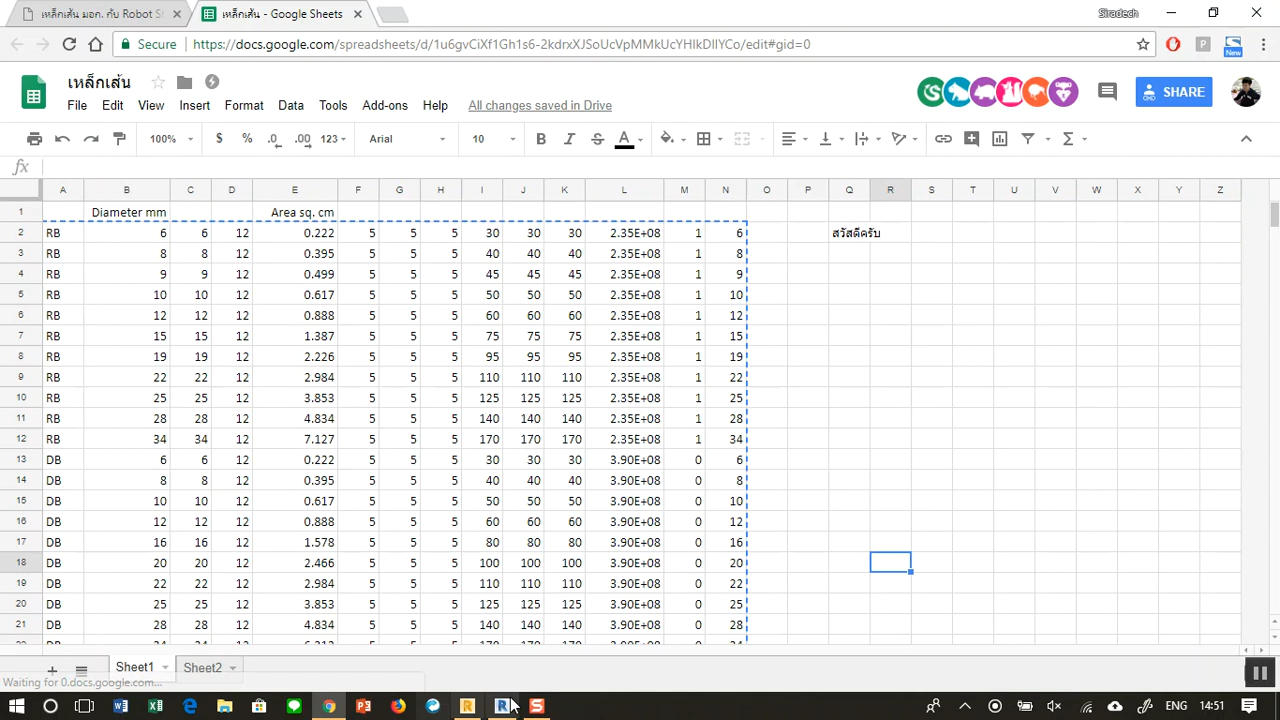 เหล็กเส้น มอก. กับ Robot S
เหล็กเส้น - Google Sheets
Siradech
Secure
https://docs.google.com/spreadsheets/d/1u6gvCiXf1Gh1s_2kdrxXJSoUcVpMMkUcYHIkDlIYCo/edit#gid=0
New
เหล็กเส้น
SHARE
File Edit View Insert Format Data Tools Add-ons Help All changes saved in Drive
100% $ % .0 .00 123 Arial 10 B I S A
fx
A B C D E F G H I J K L M N O P Q R S T U V W X Y Z
1 Diameter mm Area sq. cm
2 RB 6 6 12 0.222 5 5 5 30 30 30 2.35E+08 1 6 สวัสดีครับ
3 RB 8 8 12 0.395 5 5 5 40 40 40 2.35E+08 1 8
4 RB 9 9 12 0.499 5 5 5 45 45 45 2.35E+08 1 9
5 RB 10 10 12 0.617 5 5 5 50 50 50 2.35E+08 1 10
6 RB 12 12 12 0.888 5 5 5 60 60 60 2.35E+08 1 12
7 RB 15 15 12 1.387 5 5 5 75 75 75 2.35E+08 1 15
8 RB 19 19 12 2.226 5 5 5 95 95 95 2.35E+08 1 19
9 RB 22 22 12 2.984 5 5 5 110 110 110 2.35E+08 1 22
10 RB 25 25 12 3.853 5 5 5 125 125 125 2.35E+08 1 25
11 RB 28 28 12 4.834 5 5 5 140 140 140 2.35E+08 1 28
12 RB 34 34 12 7.127 5 5 5 170 170 170 2.35E+08 1 34
13 DB 6 6 12 0.222 5 5 5 30 30 30 3.90E+08 0 6
14 DB 8 8 12 0.395 5 5 5 40 40 40 3.90E+08 0 8
15 DB 10 10 12 0.617 5 5 5 50 50 50 3.90E+08 0 10
16 DB 12 12 12 0.888 5 5 5 60 60 60 3.90E+08 0 12
17 DB 16 16 12 1.578 5 5 5 80 80 80 3.90E+08 0 16
18 DB 20 20 12 2.466 5 5 5 100 100 100 3.90E+08 0 20
19 DB 22 22 12 2.984 5 5 5 110 110 110 3.90E+08 0 22
20 DB 25 25 12 3.853 5 5 5 125 125 125 3.90E+08 0 25
21 DB 28 28 12 4.834 5 5 5 140 140 140 3.90E+08 0 28
Sheet1 Sheet2
Waiting for 0.docs.google.com...
ENG 14:51